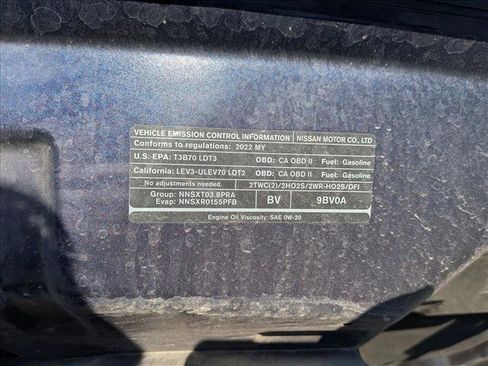 VEHICLE EMISSION CONTROL INFORMATION NISSAN MOTOR CO., LTD
Conforms to regulations: 2022 MY
U.S. EPA: T3B70 LDT3 OBD: CA OBD II Fuel: Gasoline
California: LEV3-ULEV70 LDT2 OBD: CA OBD II Fuel: Gasoline
No adjustments needed. 2TWC(2)/2HO2S/2WR-HO2S/DFI
Group: NNSXT03.8PRA BV 9BV0A
Evap: NNSXR0155PFB
Engine Oil Viscosity: SAE 0W-20